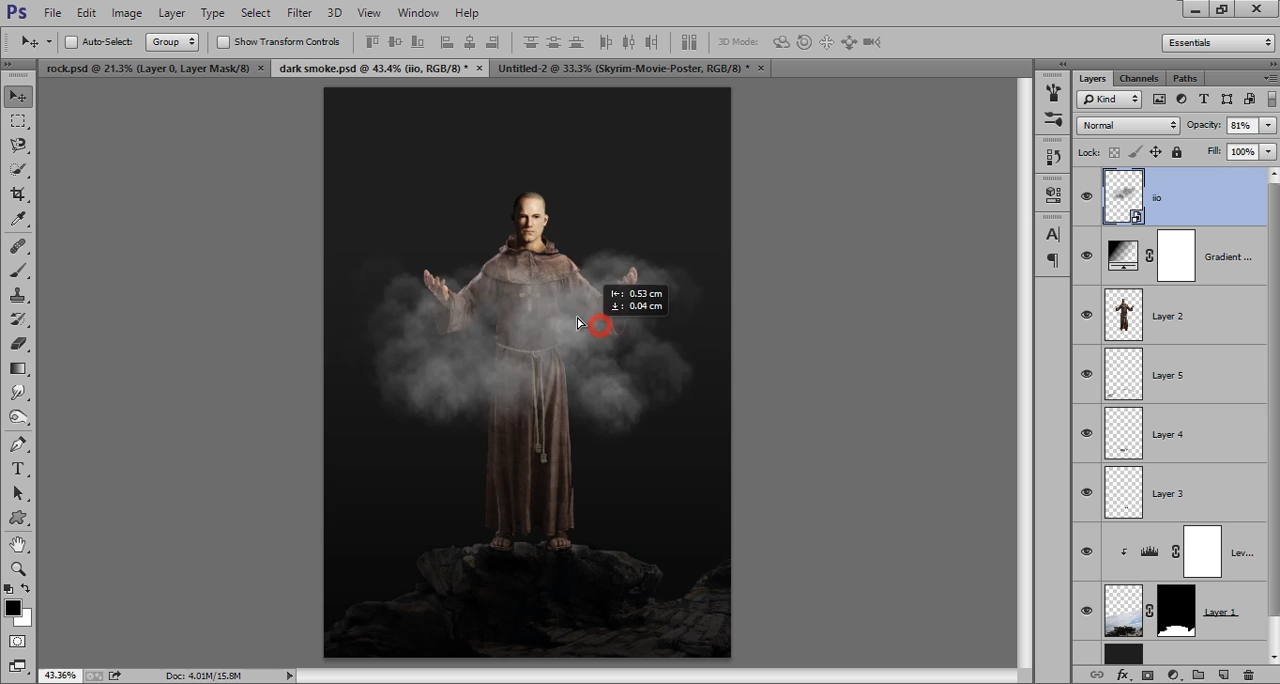 Ps File Edit Image Layer Type Select Filter 3D View Window Help
Auto-Select: Group Show Transform Controls 3D Mode: Essentials
rock.psd @ 21.3% (Layer 0, Layer Mask/8) × dark smoke.psd @ 43.4% (iio, RGB/8) * × Untitled-2 @ 33.3% (Skyrim-Movie-Poster, RGB/8) * ×
Layers Channels Paths
Kind
Normal Opacity: 81%
Lock: Fill: 100%
iio
Gradient ...
Layer 2
Layer 5
Layer 4
Layer 3
Lev...
Layer 1
0.53 cm
0.04 cm
43.36% Doc: 4.01M/15.8M